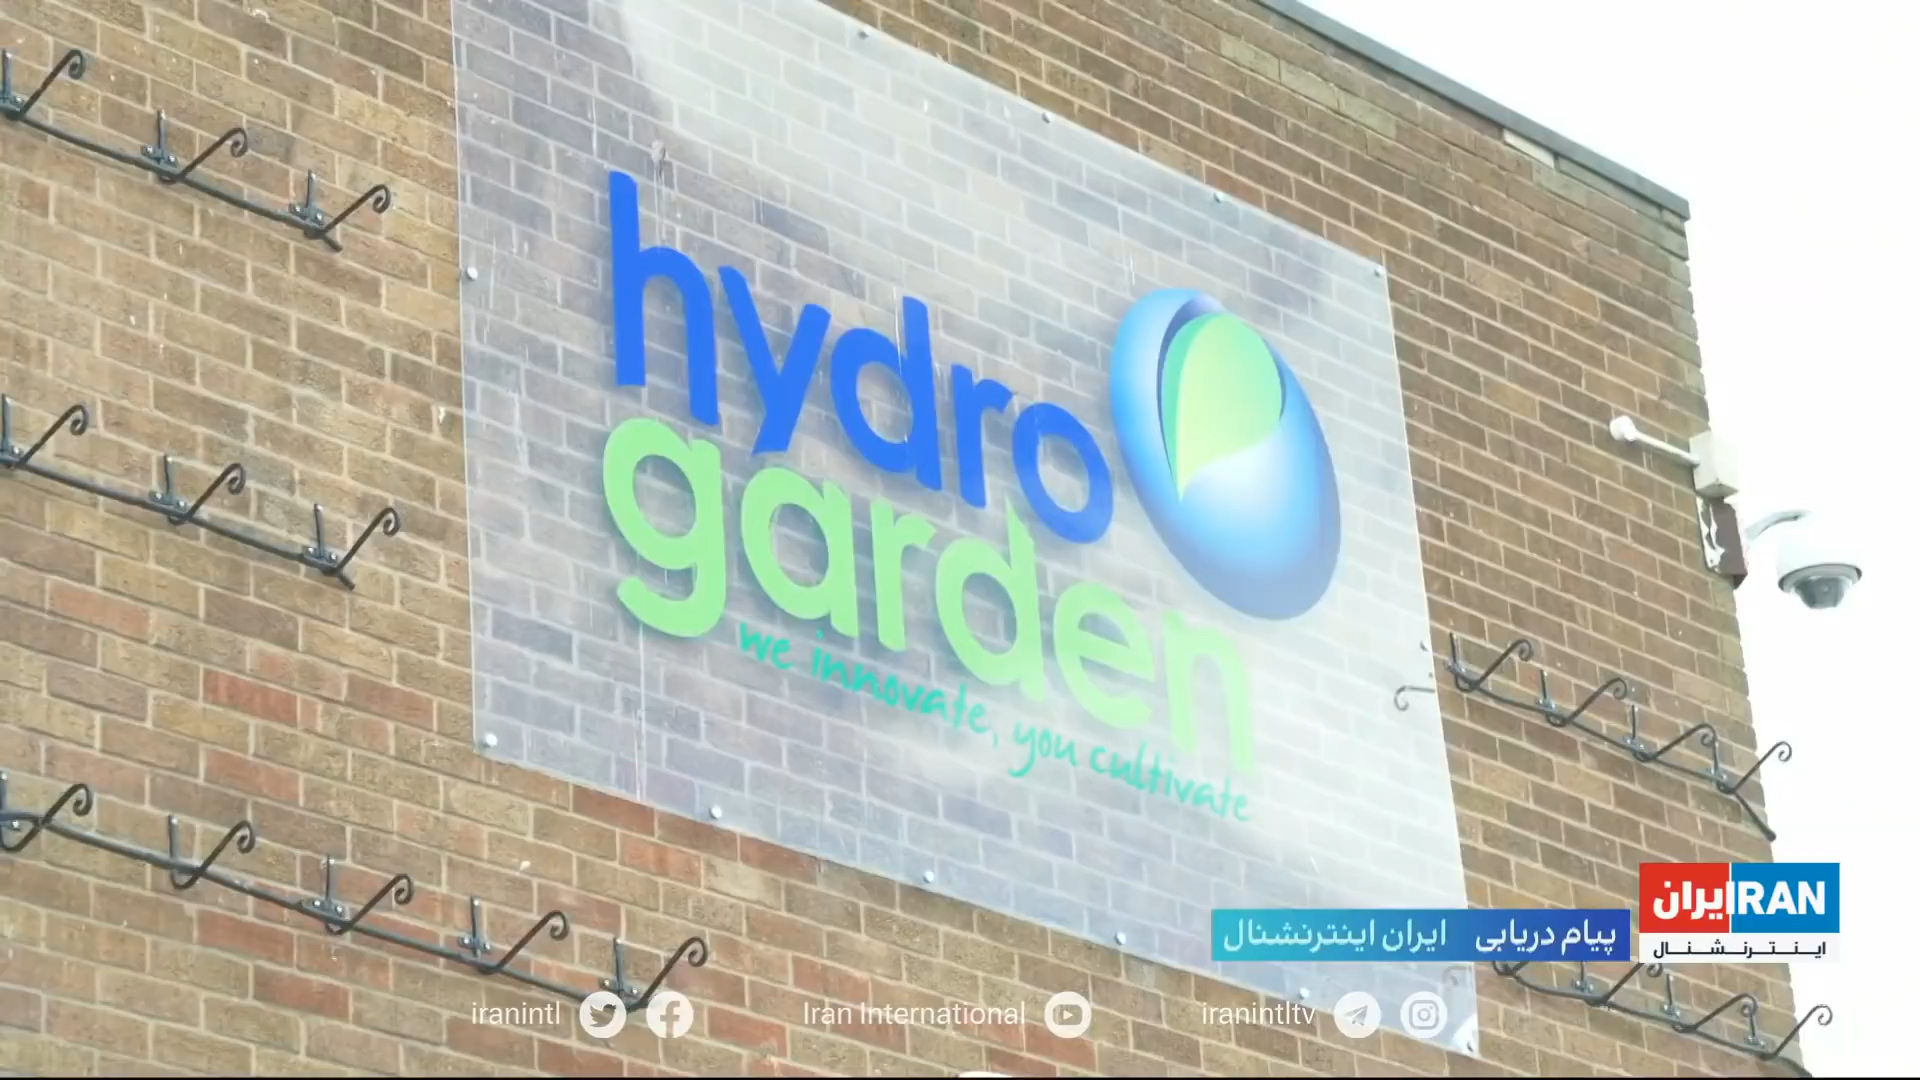 hydro
garden
we innovate, you cultivate
ایران IRAN
اینترنشنال
پیام دریابی ایران اینترنشنال
iranintl
Iran International
iranintltv